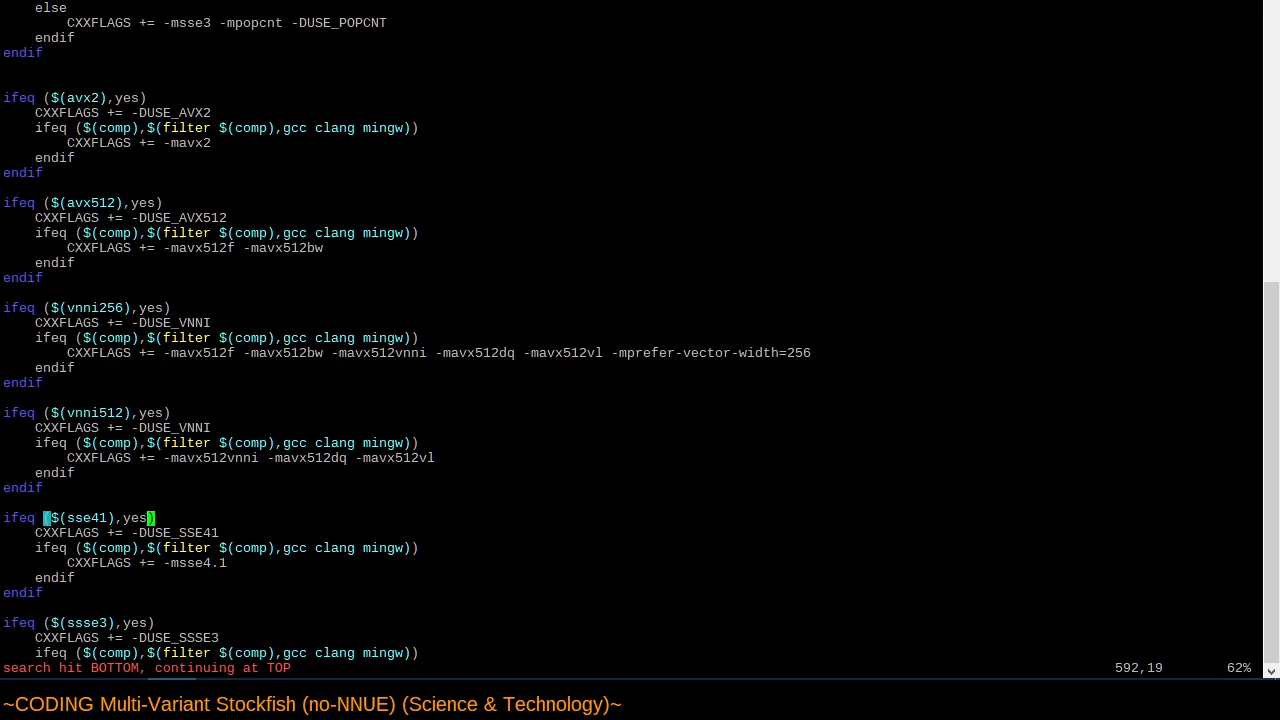 else
        CXXFLAGS += -msse3 -mpopcnt -DUSE_POPCNT
    endif
endif
ifeq ($(avx2),yes)
    CXXFLAGS += -DUSE_AVX2
    ifeq ($(comp),$(filter $(comp),gcc clang mingw))
        CXXFLAGS += -mavx2
    endif
endif
ifeq ($(avx512),yes)
    CXXFLAGS += -DUSE_AVX512
    ifeq ($(comp),$(filter $(comp),gcc clang mingw))
        CXXFLAGS += -mavx512f -mavx512bw
    endif
endif
ifeq ($(vnni256),yes)
    CXXFLAGS += -DUSE_VNNI
    ifeq ($(comp),$(filter $(comp),gcc clang mingw))
        CXXFLAGS += -mavx512f -mavx512bw -mavx512vnni -mavx512dq -mavx512vl -mprefer-vector-width=256
    endif
endif
ifeq ($(vnni512),yes)
    CXXFLAGS += -DUSE_VNNI
    ifeq ($(comp),$(filter $(comp),gcc clang mingw))
        CXXFLAGS += -mavx512vnni -mavx512dq -mavx512vl
    endif
endif
ifeq ($(sse41),yes)
    CXXFLAGS += -DUSE_SSE41
    ifeq ($(comp),$(filter $(comp),gcc clang mingw))
        CXXFLAGS += -msse4.1
    endif
endif
ifeq ($(ssse3),yes)
    CXXFLAGS += -DUSE_SSSE3
    ifeq ($(comp),$(filter $(comp),gcc clang mingw))
search hit BOTTOM, continuing at TOP 592,19 62%
~CODING Multi-Variant Stockfish (no-NNUE) (Science & Technology)~